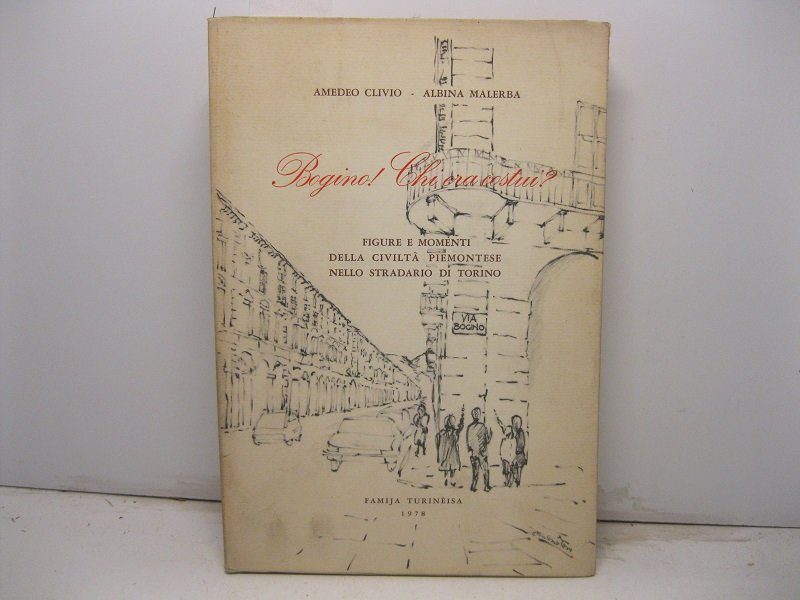 AMEDEO CLIVIO - ALBINA MALERBA
Bogino! Chi era costui?
FIGURE E MOMENTI
DELLA CIVILTÀ PIEMONTESE
NELLO STRADARIO DI TORINO
VIA
BOGINO
FAMIJA TURINÈISA
1978